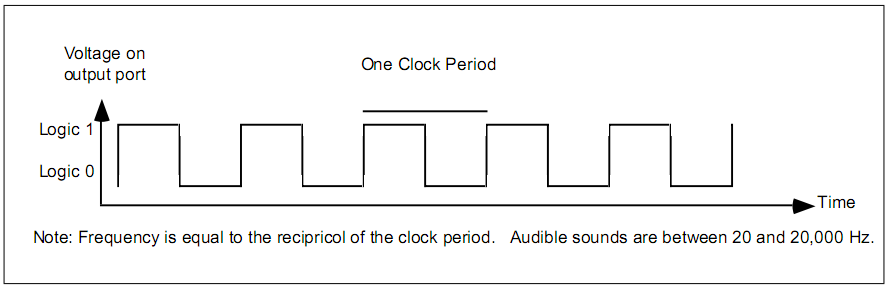 Voltage on
output port
One Clock Period
Logic 1
Logic 0
Time
Note: Frequency is equal to the recipricol of the clock period.   Audible sounds are between 20 and 20,000 Hz.